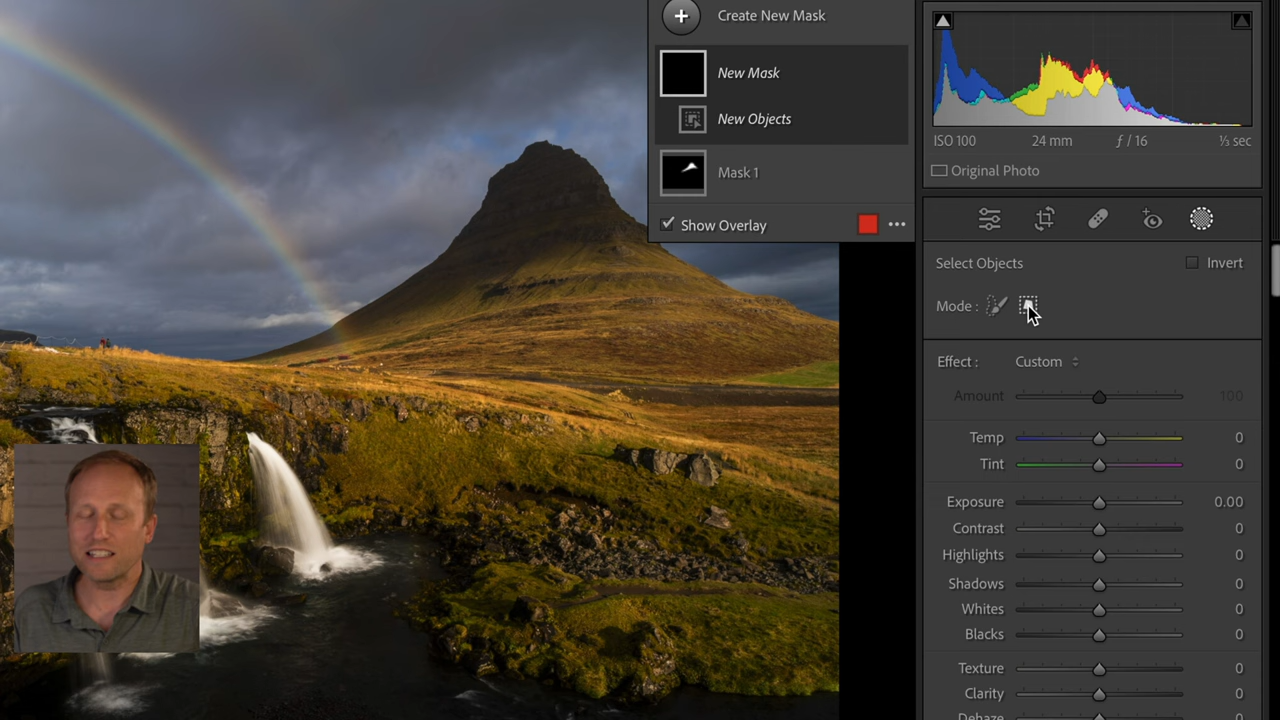 Create New Mask
New Mask
New Objects
Mask 1
Show Overlay
ISO 100 24 mm ƒ / 16 ⅓ sec
Original Photo
Select Objects Invert
Mode :
Effect : Custom
Amount 100
Temp 0
Tint 0
Exposure 0.00
Contrast 0
Highlights 0
Shadows 0
Whites 0
Blacks 0
Texture 0
Clarity 0
Dehaze